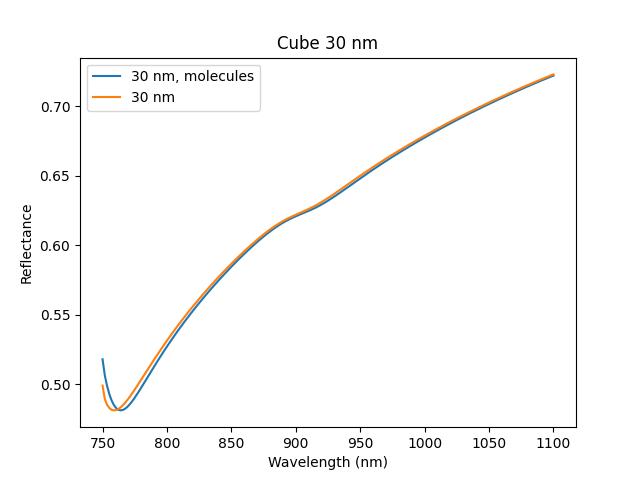 Cube 30 nm
30 nm, molecules
30 nm
Reflectance
0.70
0.65
0.60
0.55
0.50
750 800 850 900 950 1000 1050 1100
Wavelength (nm)